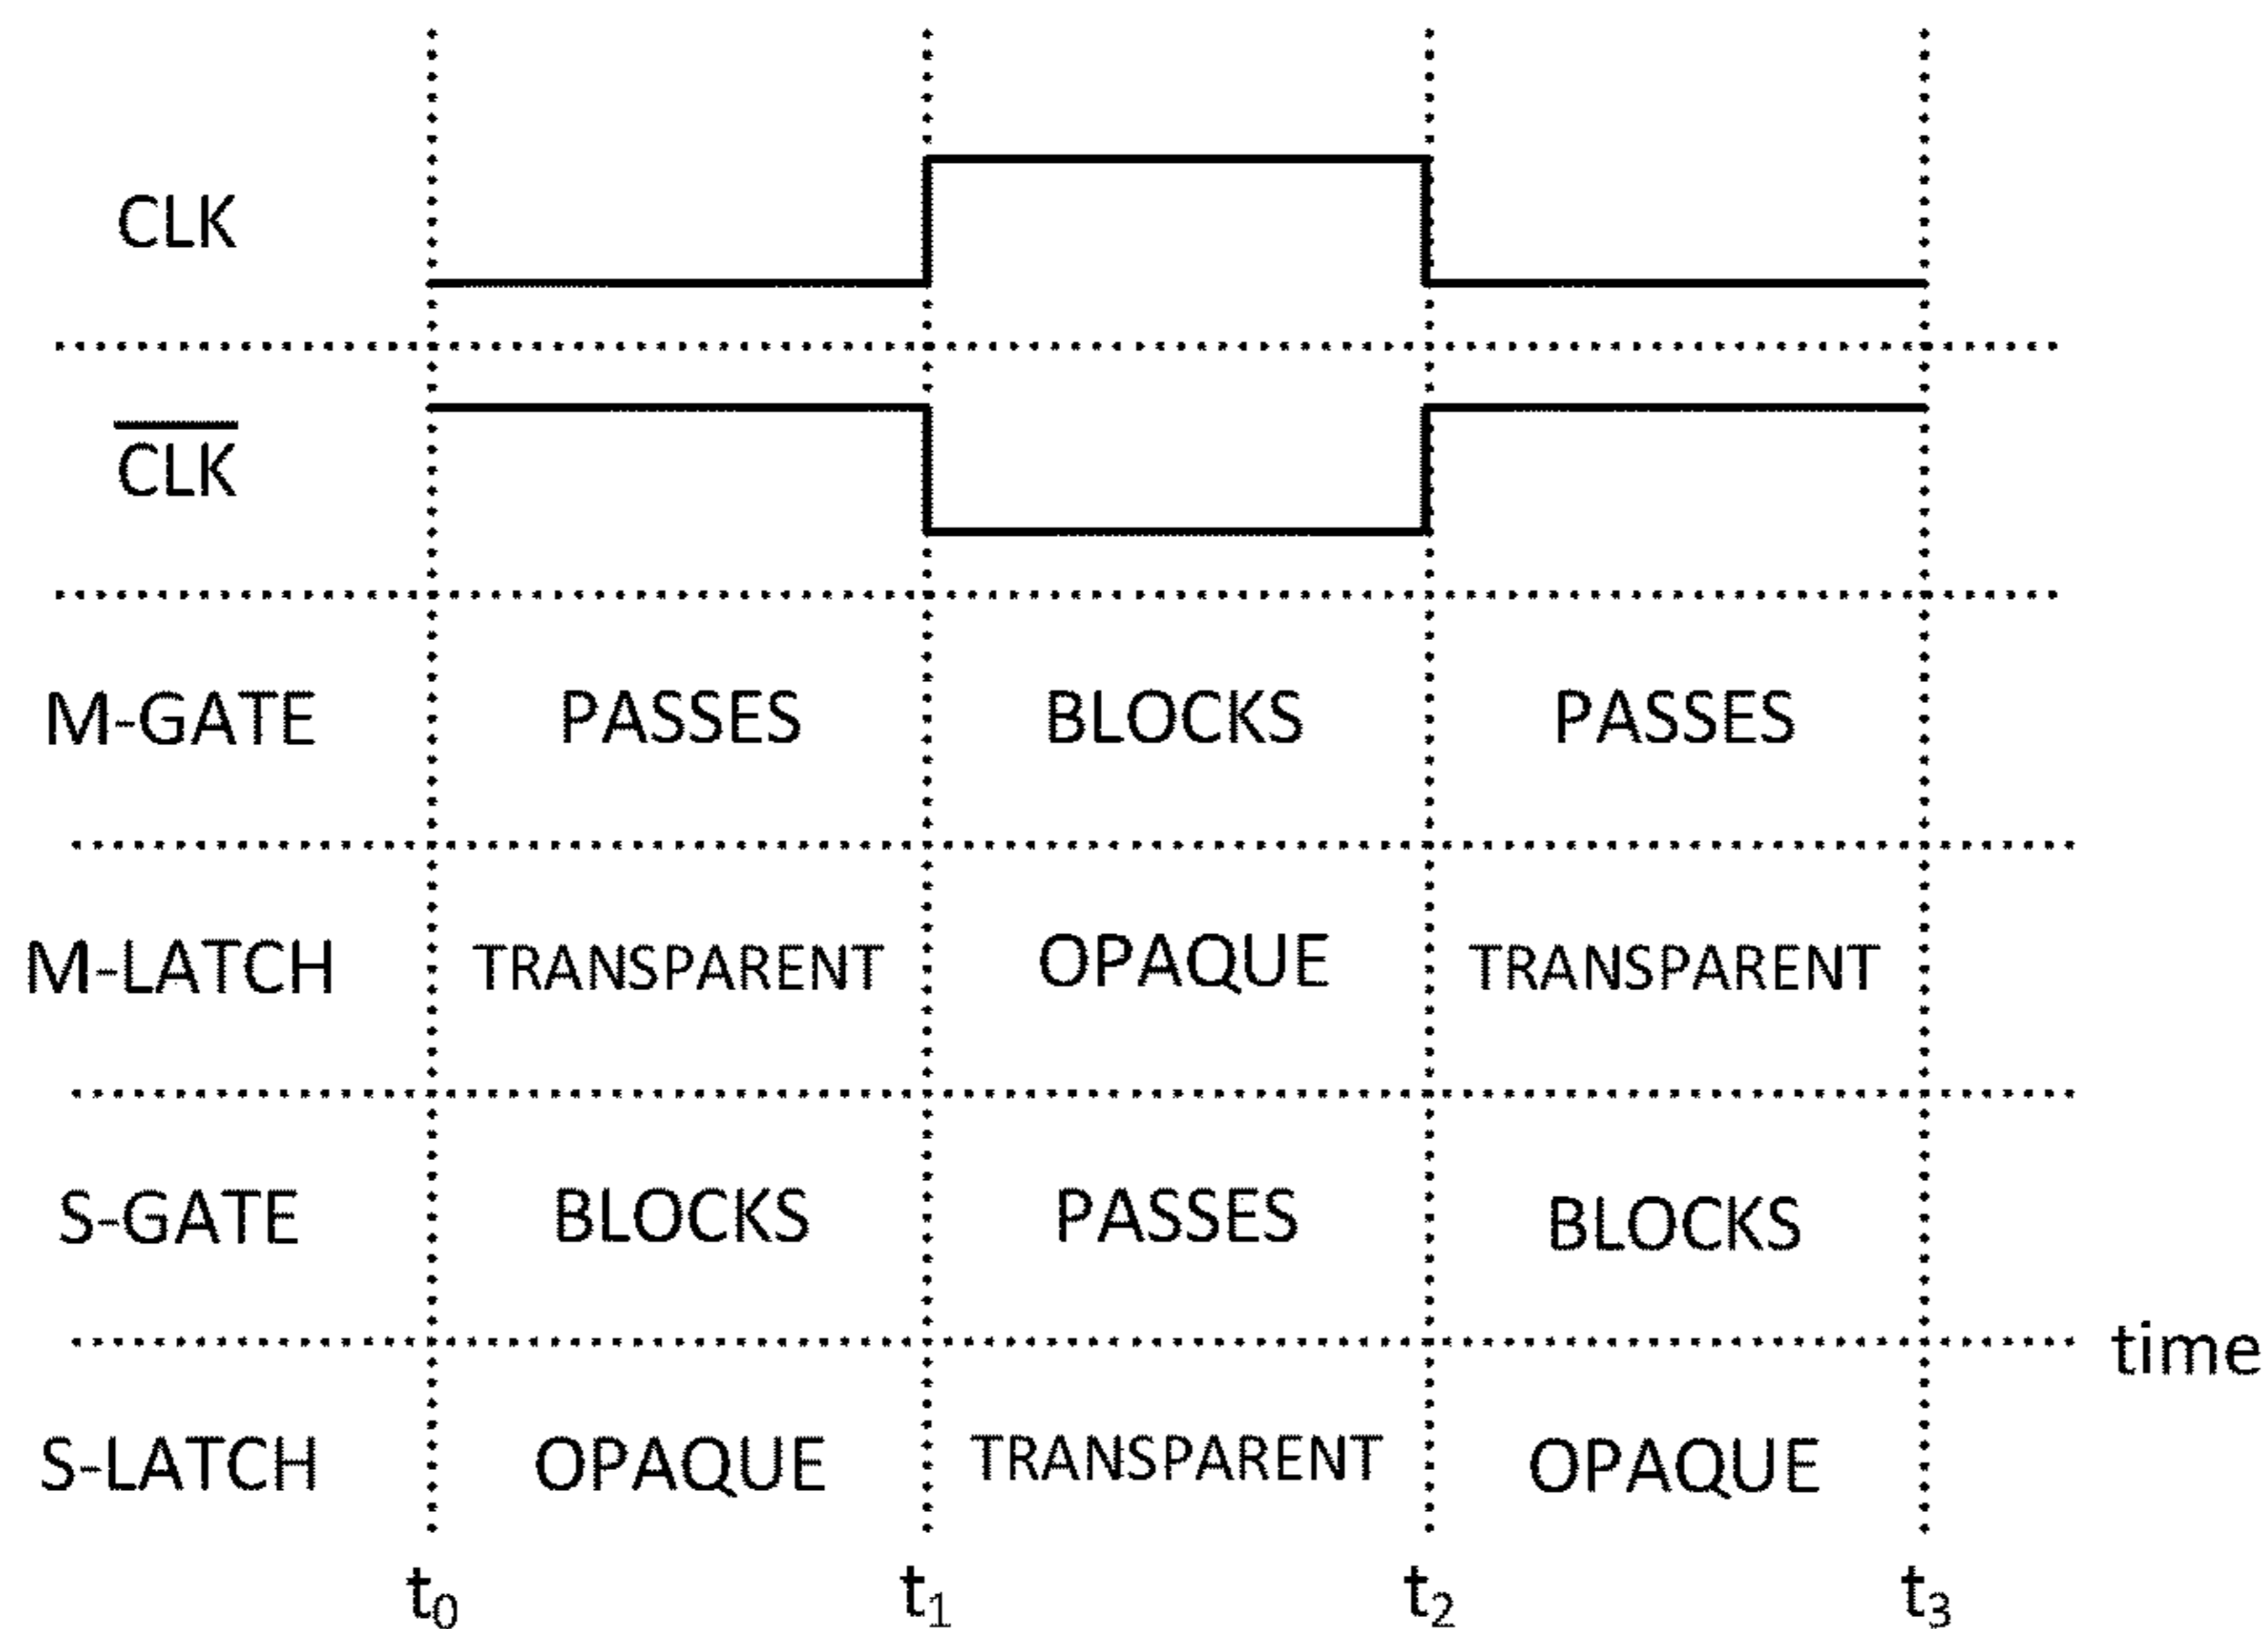 CLK
C̅L̅K̅
M-GATE PASSES BLOCKS PASSES
M-LATCH TRANSPARENT OPAQUE TRANSPARENT
S-GATE BLOCKS PASSES BLOCKS
time
S-LATCH OPAQUE TRANSPARENT OPAQUE
t₀ t₁ t₂ t₃